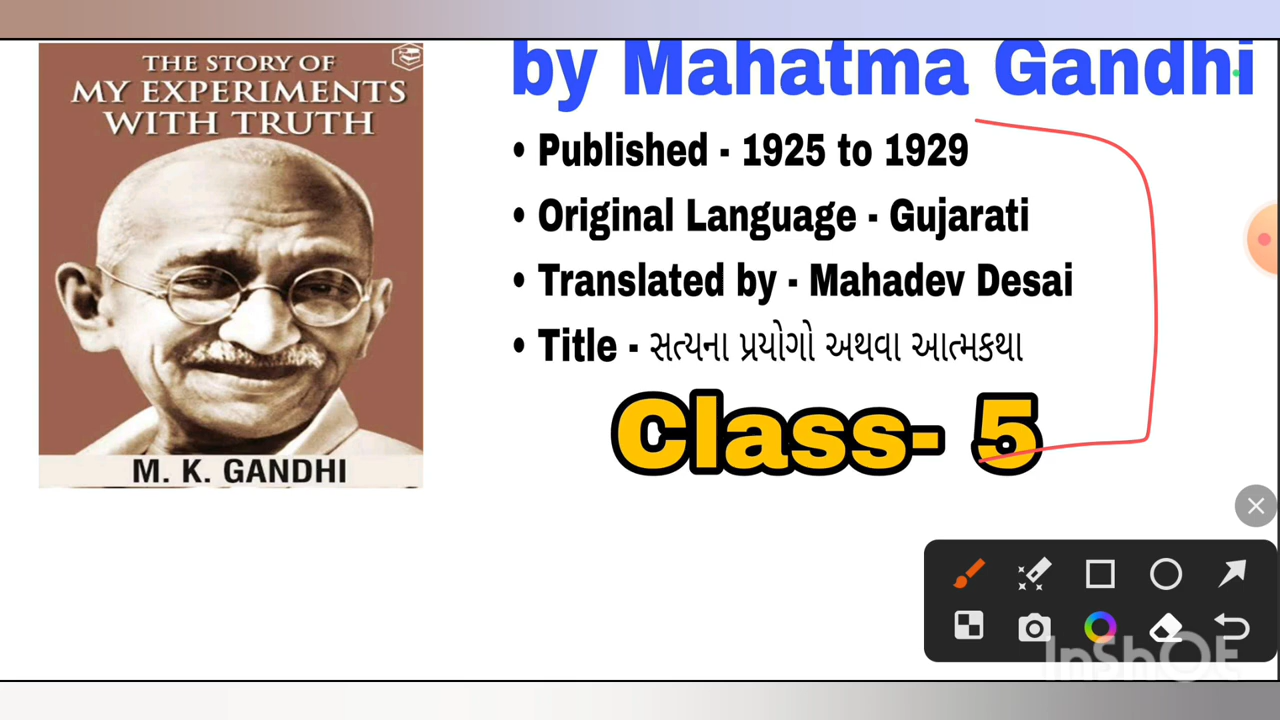 THE STORY OF
MY EXPERIMENTS
WITH TRUTH
M. K. GANDHI
by Mahatma Gandhi
• Published - 1925 to 1929
• Original Language - Gujarati
• Translated by - Mahadev Desai
• Title - સત્યના પ્રયોગો અથવા આત્મકથા
Class- 5
InShOt